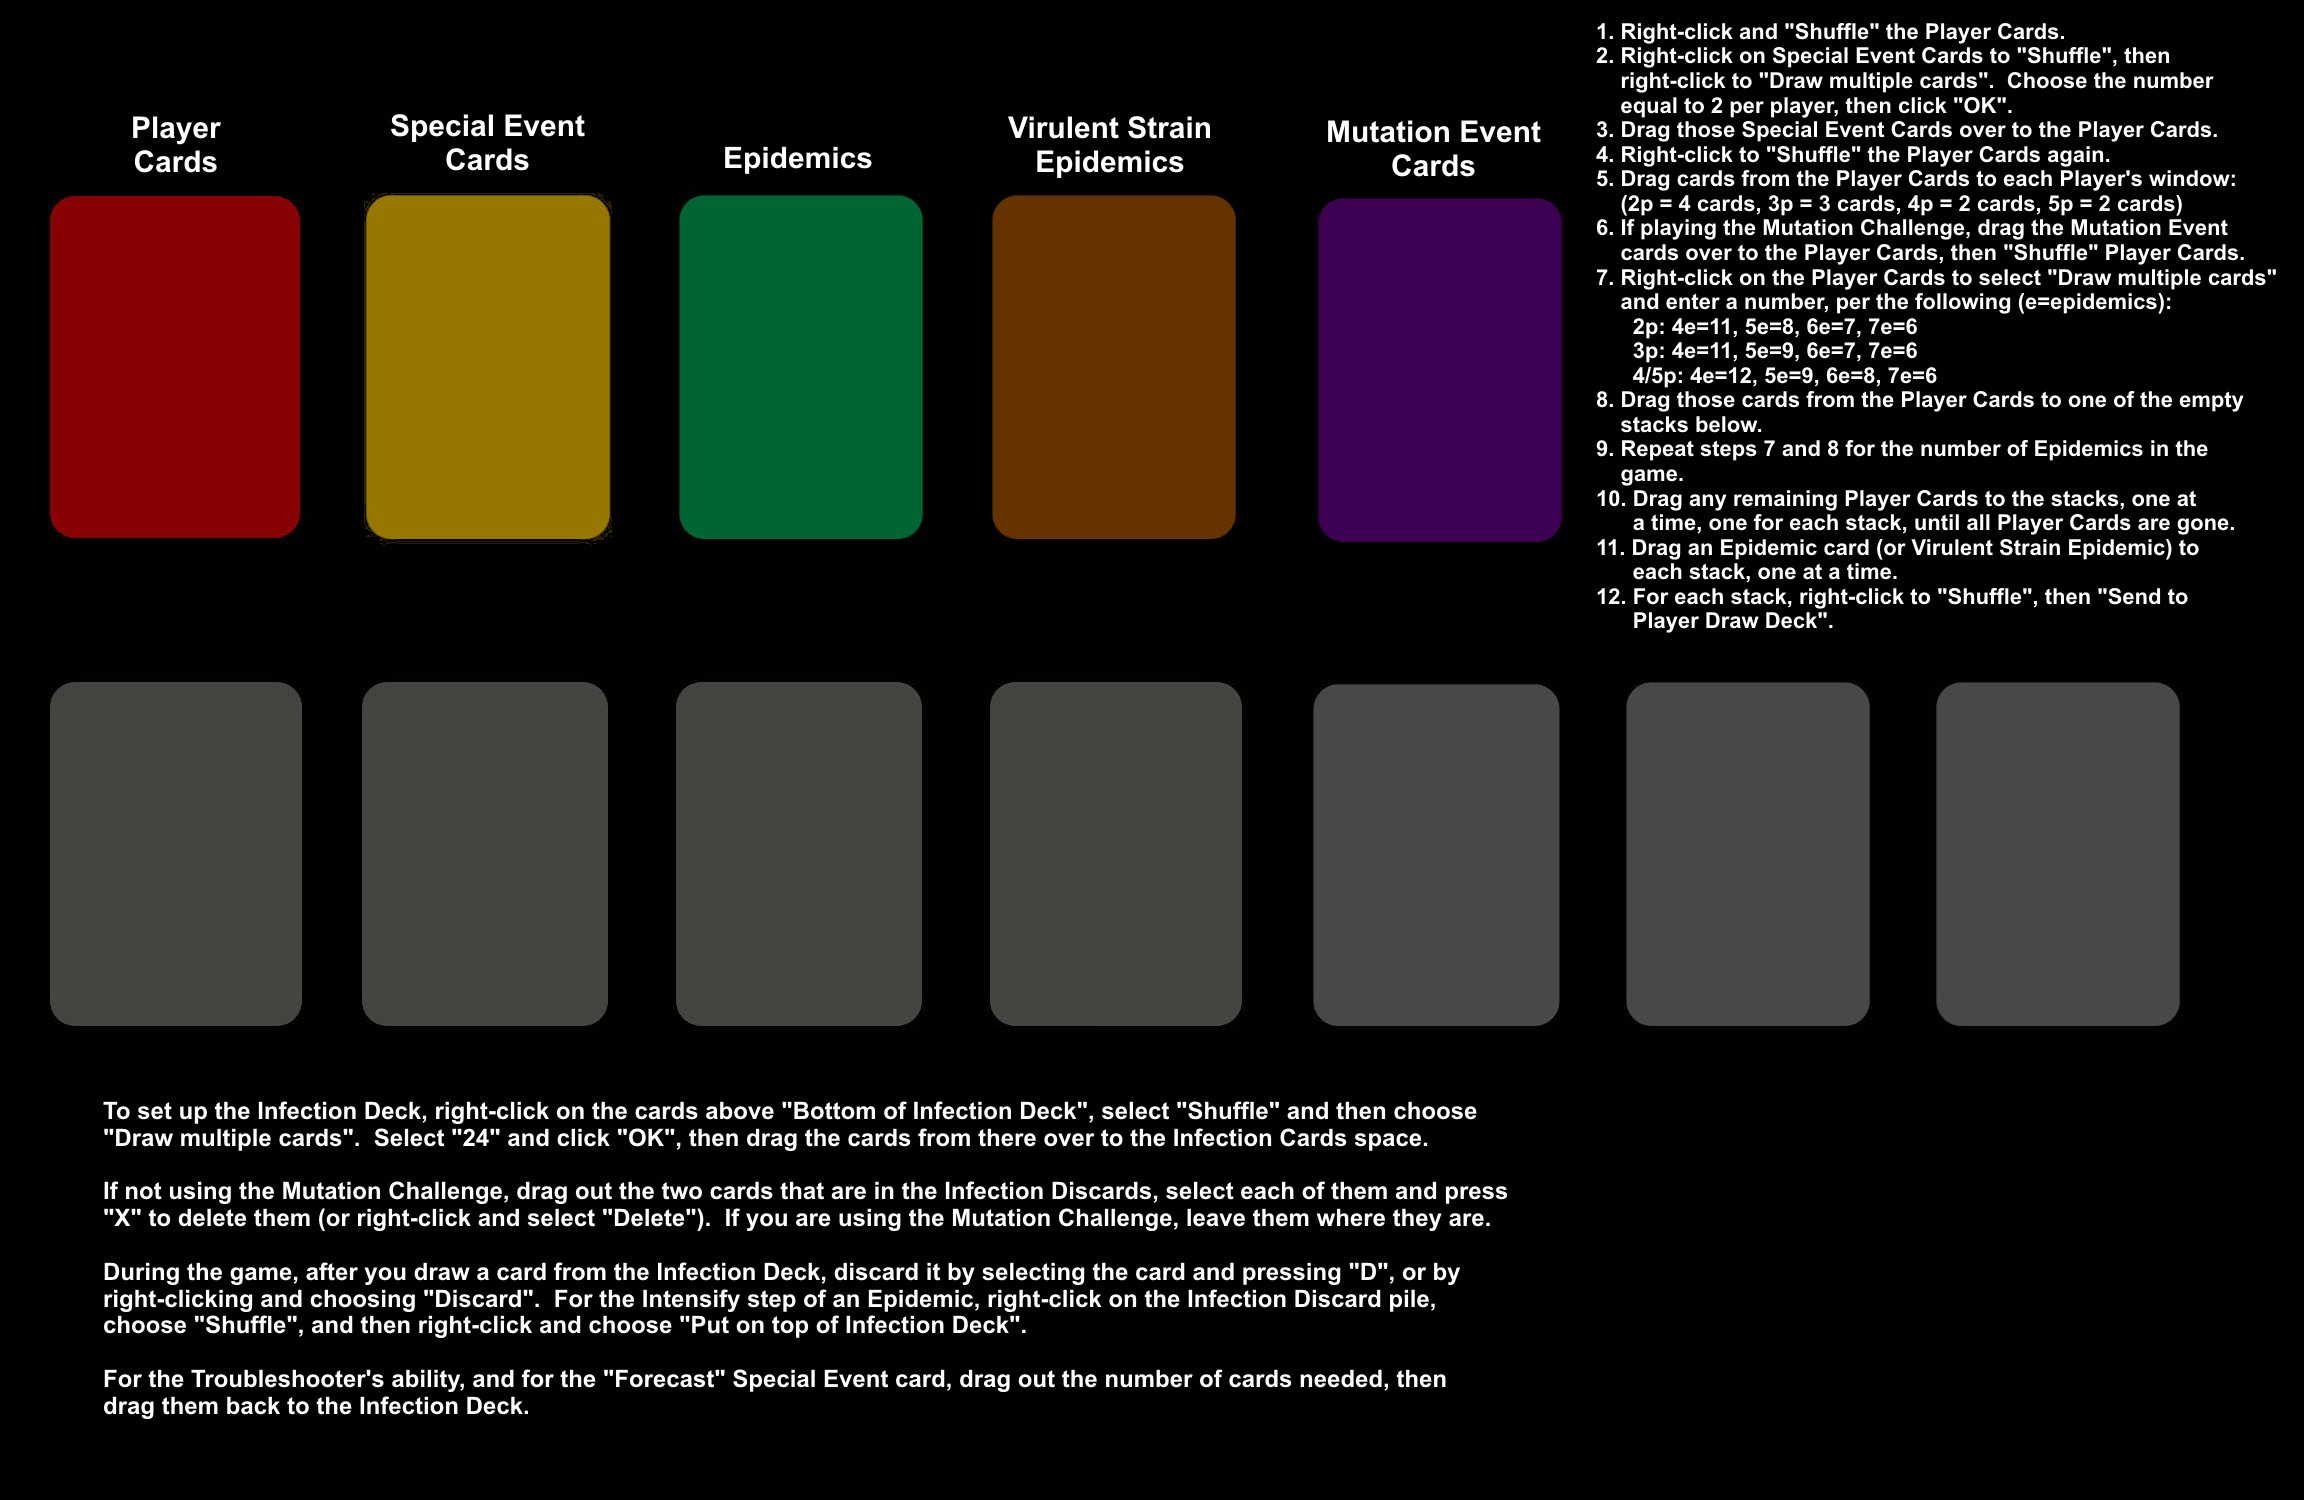 Player
Cards
Special Event
Cards
Epidemics
Virulent Strain
Epidemics
Mutation Event
Cards
1. Right-click and "Shuffle" the Player Cards.
2. Right-click on Special Event Cards to "Shuffle", then
right-click to "Draw multiple cards".  Choose the number
equal to 2 per player, then click "OK".
3. Drag those Special Event Cards over to the Player Cards.
4. Right-click to "Shuffle" the Player Cards again.
5. Drag cards from the Player Cards to each Player's window:
(2p = 4 cards, 3p = 3 cards, 4p = 2 cards, 5p = 2 cards)
6. If playing the Mutation Challenge, drag the Mutation Event
cards over to the Player Cards, then "Shuffle" Player Cards.
7. Right-click on the Player Cards to select "Draw multiple cards"
and enter a number, per the following (e=epidemics):
2p: 4e=11, 5e=8, 6e=7, 7e=6
3p: 4e=11, 5e=9, 6e=7, 7e=6
4/5p: 4e=12, 5e=9, 6e=8, 7e=6
8. Drag those cards from the Player Cards to one of the empty
stacks below.
9. Repeat steps 7 and 8 for the number of Epidemics in the
game.
10. Drag any remaining Player Cards to the stacks, one at
a time, one for each stack, until all Player Cards are gone.
11. Drag an Epidemic card (or Virulent Strain Epidemic) to
each stack, one at a time.
12. For each stack, right-click to "Shuffle", then "Send to
Player Draw Deck".
To set up the Infection Deck, right-click on the cards above "Bottom of Infection Deck", select "Shuffle" and then choose
"Draw multiple cards".  Select "24" and click "OK", then drag the cards from there over to the Infection Cards space.
If not using the Mutation Challenge, drag out the two cards that are in the Infection Discards, select each of them and press
"X" to delete them (or right-click and select "Delete").  If you are using the Mutation Challenge, leave them where they are.
During the game, after you draw a card from the Infection Deck, discard it by selecting the card and pressing "D", or by
right-clicking and choosing "Discard".  For the Intensify step of an Epidemic, right-click on the Infection Discard pile,
choose "Shuffle", and then right-click and choose "Put on top of Infection Deck".
For the Troubleshooter's ability, and for the "Forecast" Special Event card, drag out the number of cards needed, then
drag them back to the Infection Deck.